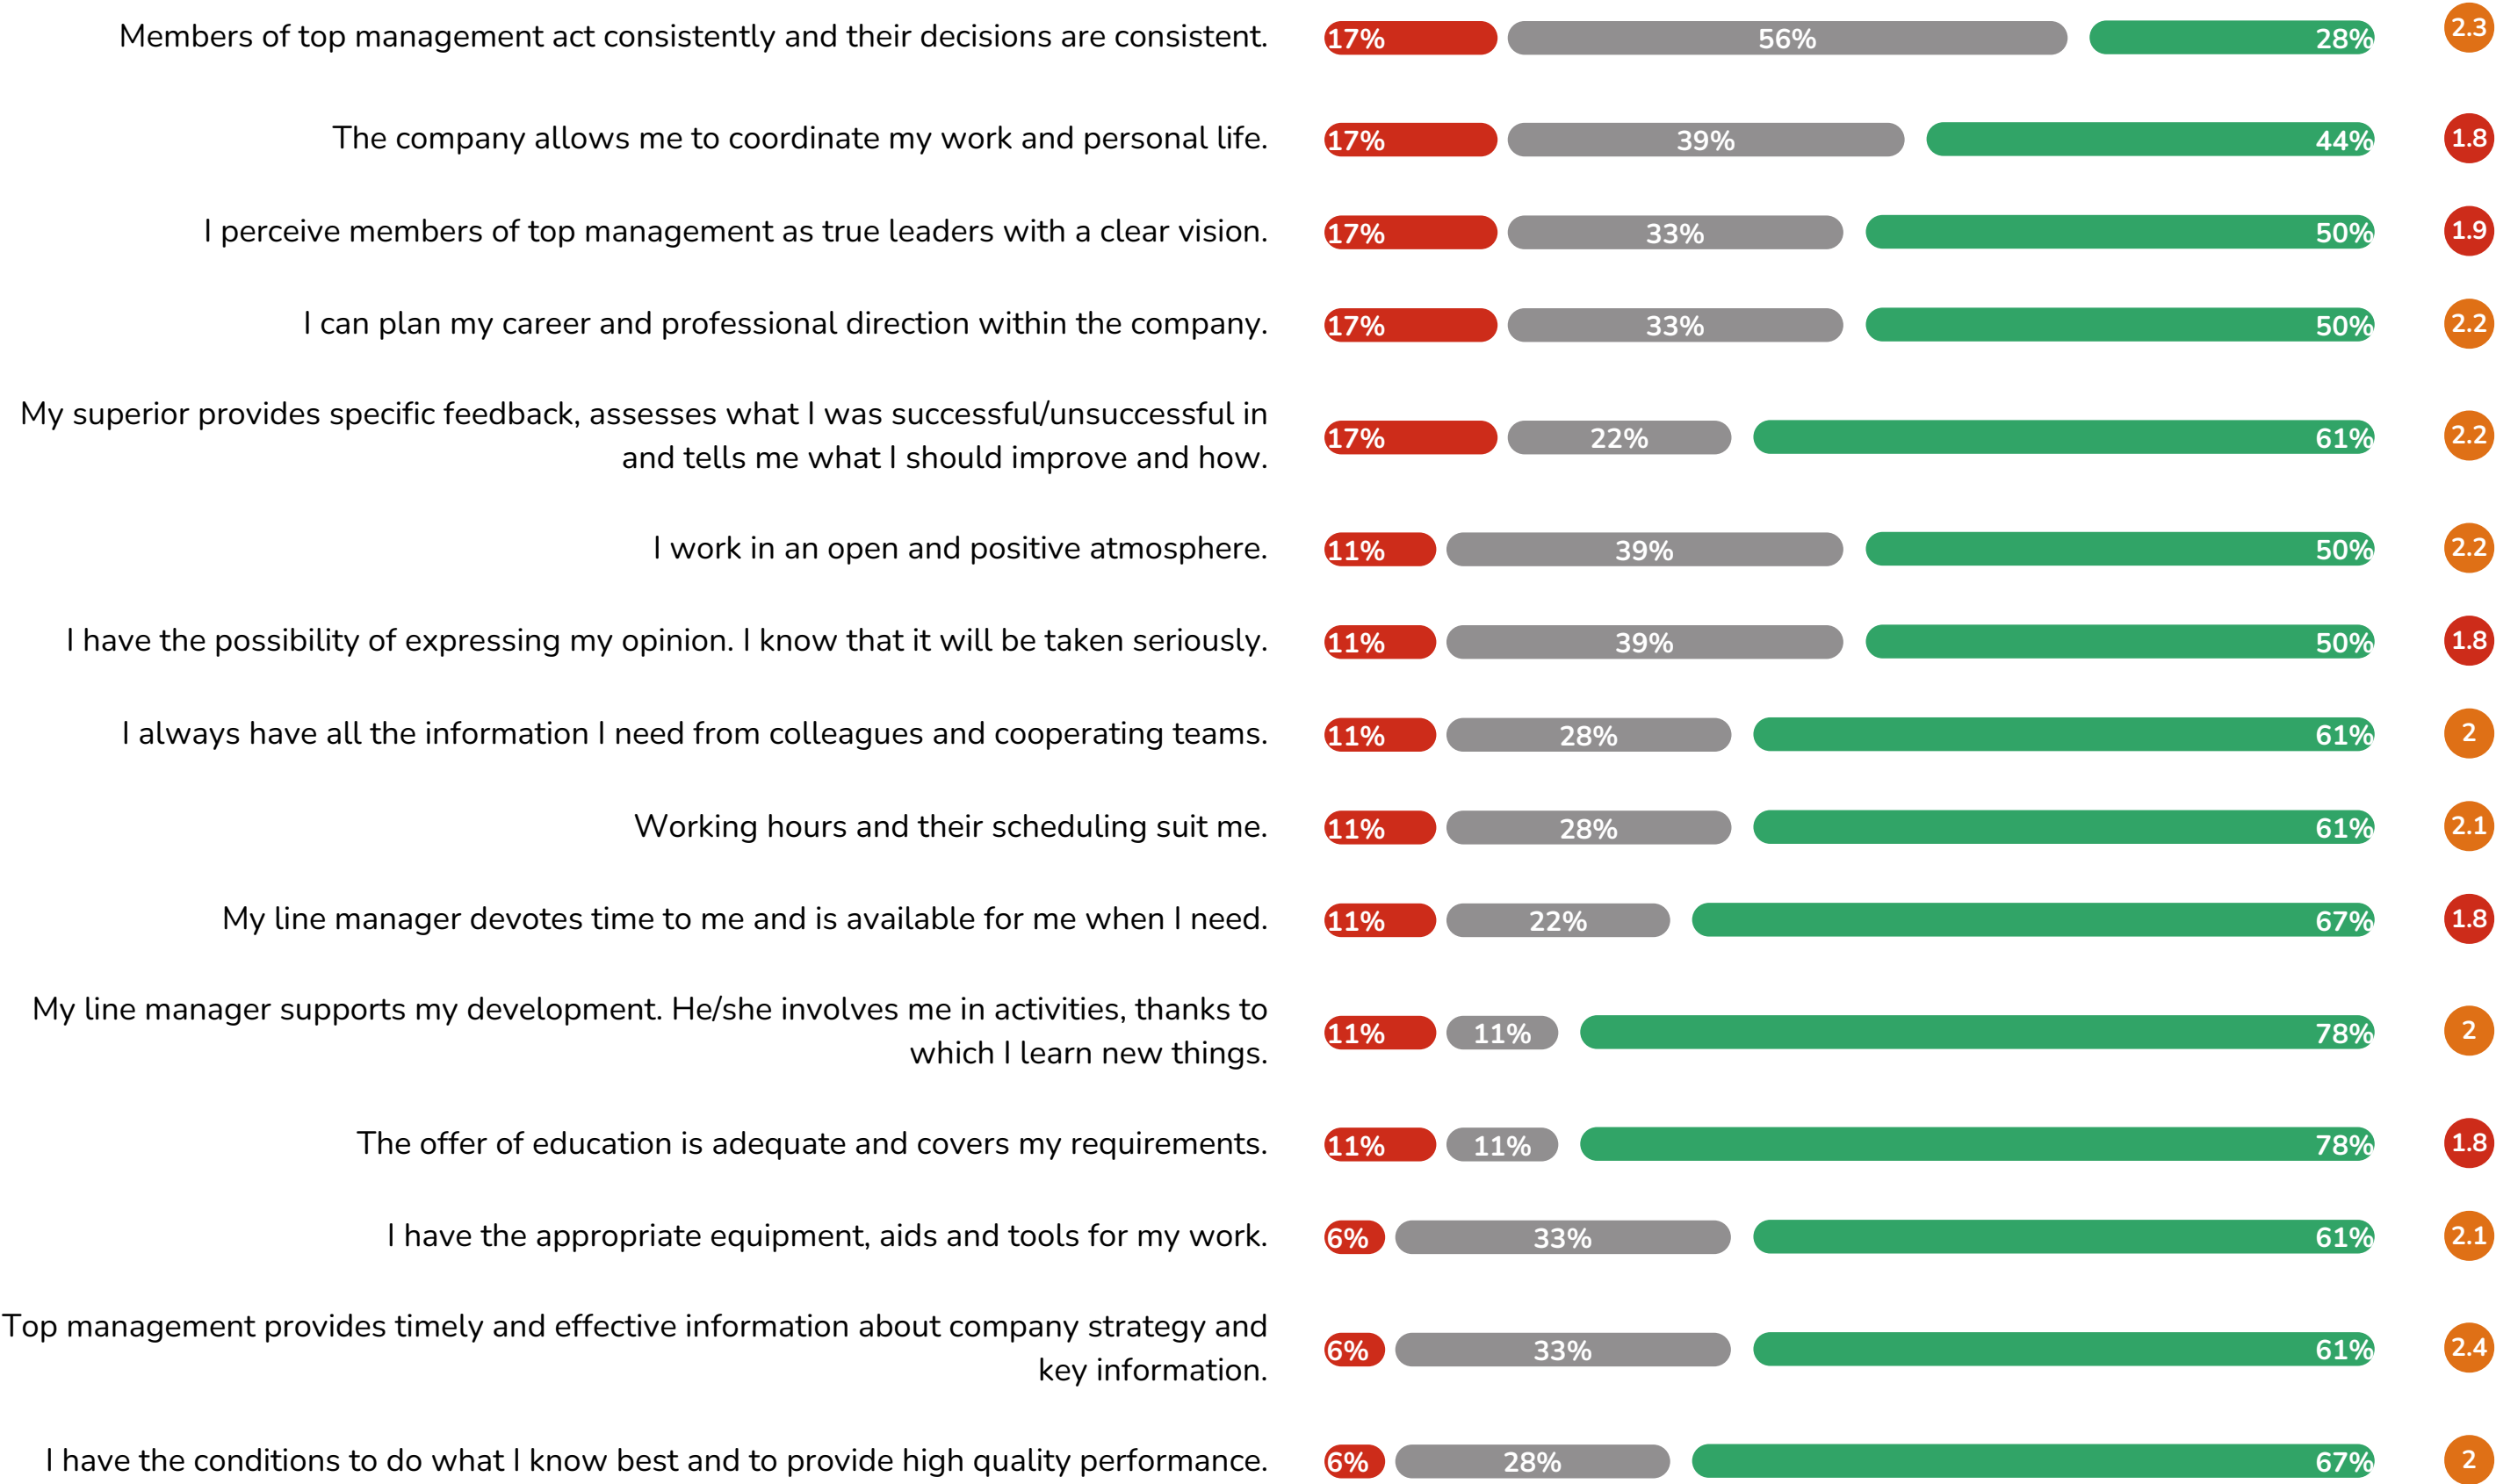 Members of top management act consistently and their decisions are consistent. 17% 56% 28% 2.3
The company allows me to coordinate my work and personal life. 17% 39% 44% 1.8
I perceive members of top management as true leaders with a clear vision. 17% 33% 50% 1.9
I can plan my career and professional direction within the company. 17% 33% 50% 2.2
My superior provides specific feedback, assesses what I was successful/unsuccessful in
and tells me what I should improve and how. 17% 22% 61% 2.2
I work in an open and positive atmosphere. 11% 39% 50% 2.2
I have the possibility of expressing my opinion. I know that it will be taken seriously. 11% 39% 50% 1.8
I always have all the information I need from colleagues and cooperating teams. 11% 28% 61% 2
Working hours and their scheduling suit me. 11% 28% 61% 2.1
My line manager devotes time to me and is available for me when I need. 11% 22% 67% 1.8
My line manager supports my development. He/she involves me in activities, thanks to
which I learn new things. 11% 11% 78% 2
The offer of education is adequate and covers my requirements. 11% 11% 78% 1.8
I have the appropriate equipment, aids and tools for my work. 6% 33% 61% 2.1
Top management provides timely and effective information about company strategy and
key information. 6% 33% 61% 2.4
I have the conditions to do what I know best and to provide high quality performance. 6% 28% 67% 2